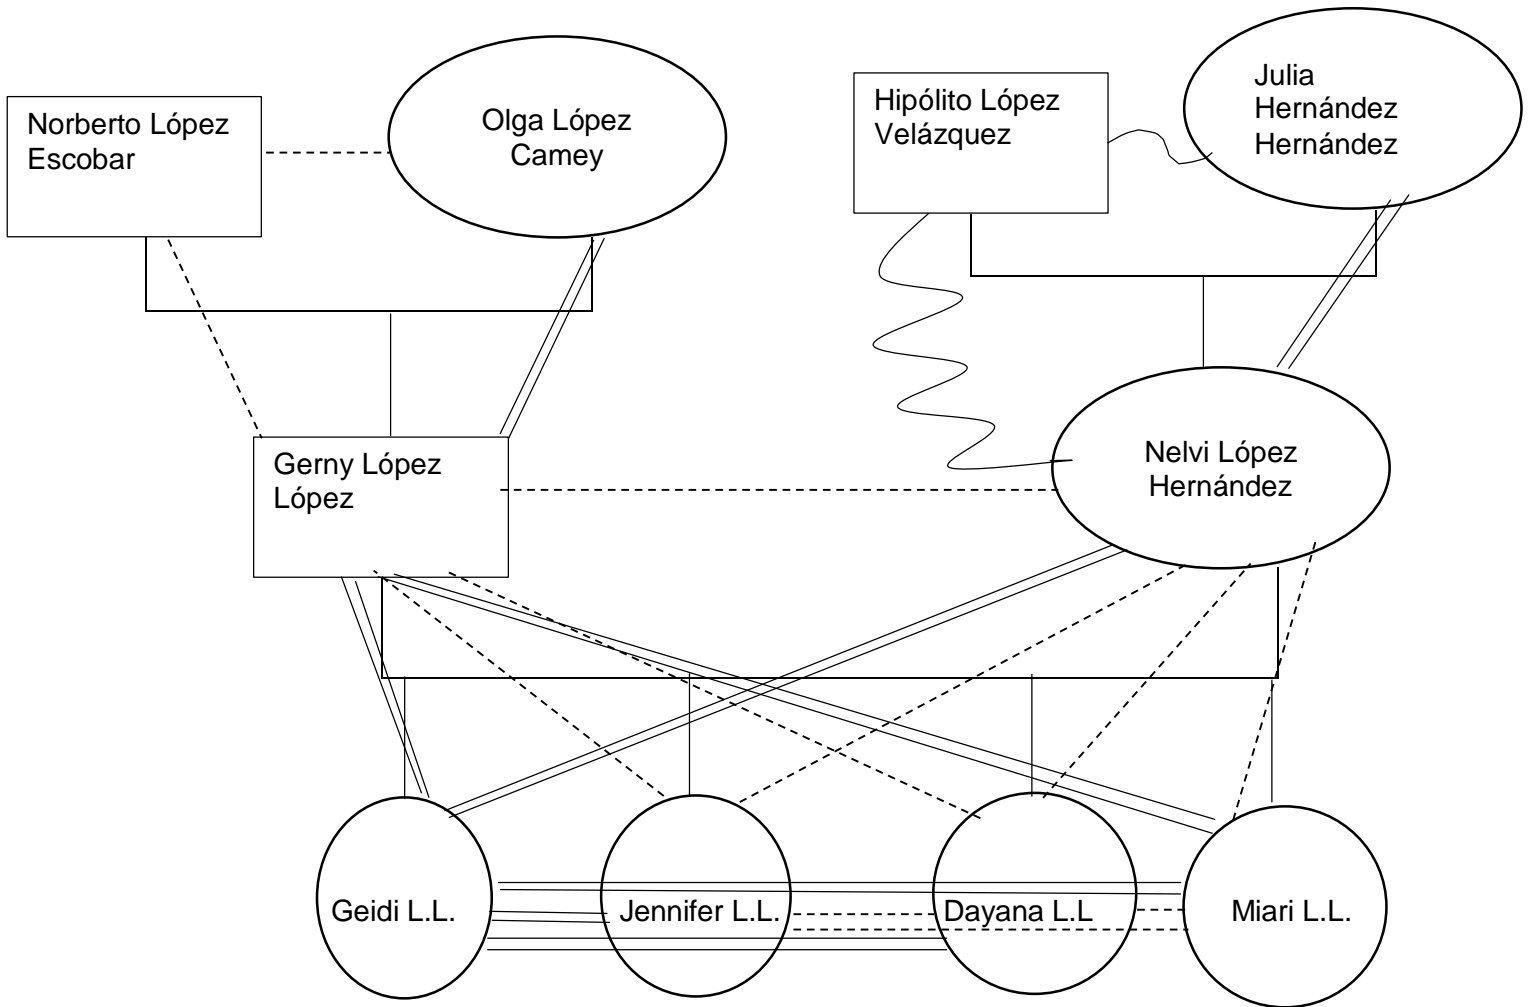 Norberto López
Escobar
Olga López
Camey
Hipólito López
Velázquez
Julia
Hernández
Hernández
Gerny López
López
Nelvi López
Hernández
Geidi L.L.
Jennifer L.L.
Dayana L.L
Miari L.L.